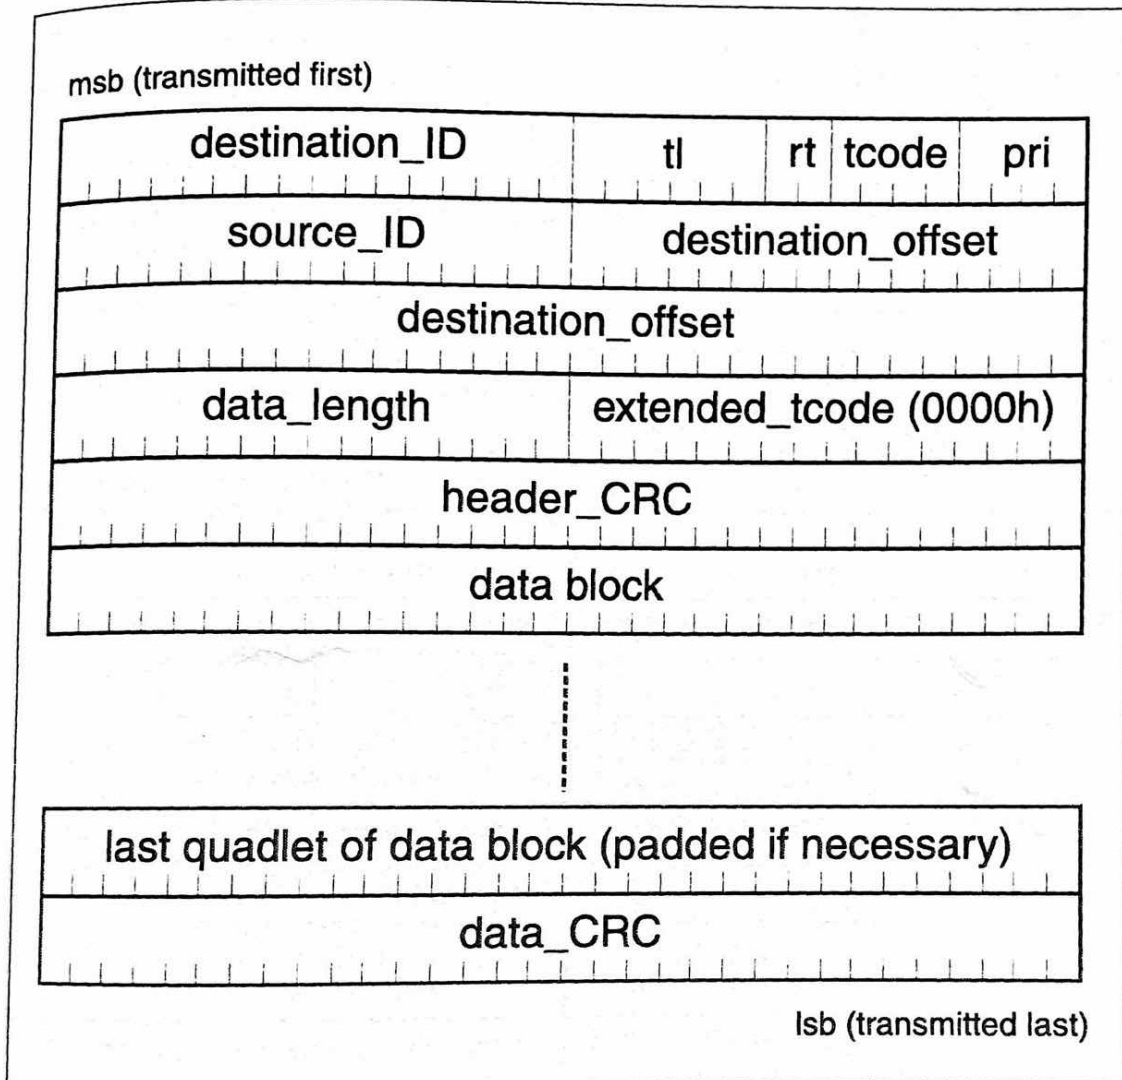 msb (transmitted first)
destination_ID tl rt tcode pri
source_ID destination_offset
destination_offset
data_length extended_tcode (0000h)
header_CRC
data block
last quadlet of data block (padded if necessary)
data_CRC
lsb (transmitted last)